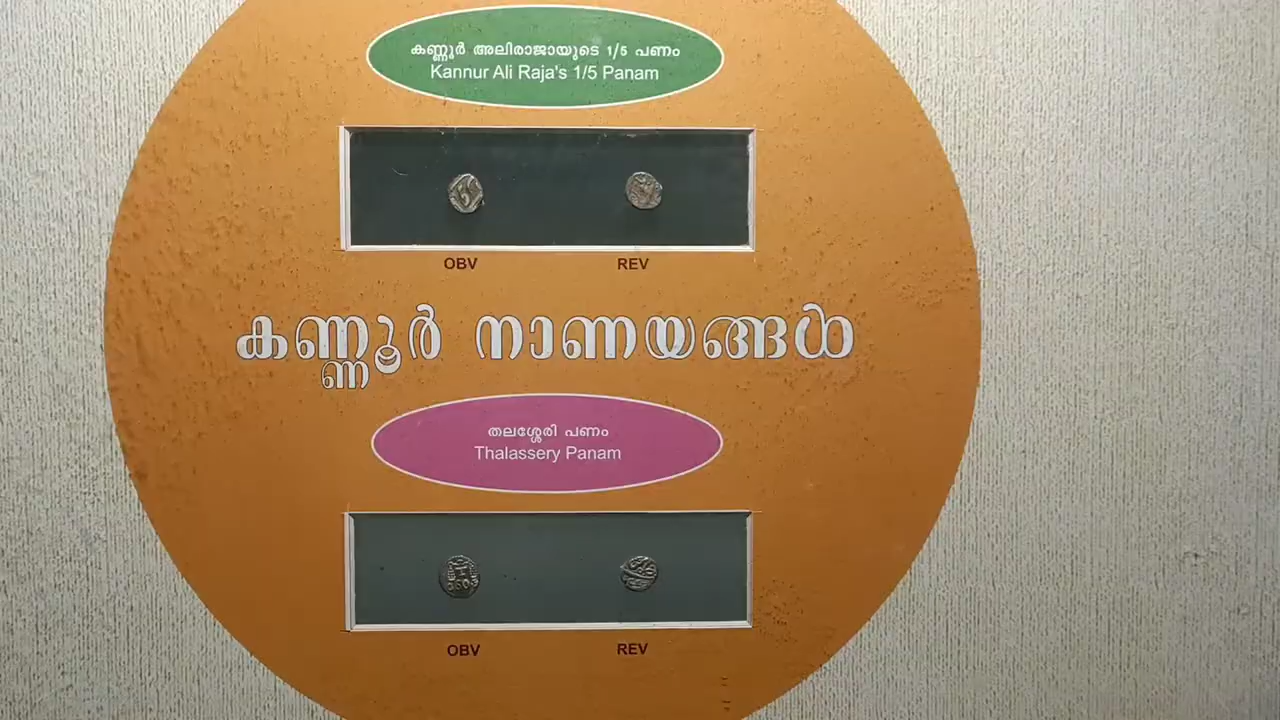 കണ്ണൂർ അലിരാജായുടെ 1/5 പണം
Kannur Ali Raja's 1/5 Panam
OBV REV
കണ്ണൂർ നാണയങ്ങൾ
തലശ്ശേരി പണം
Thalassery Panam
OBV REV